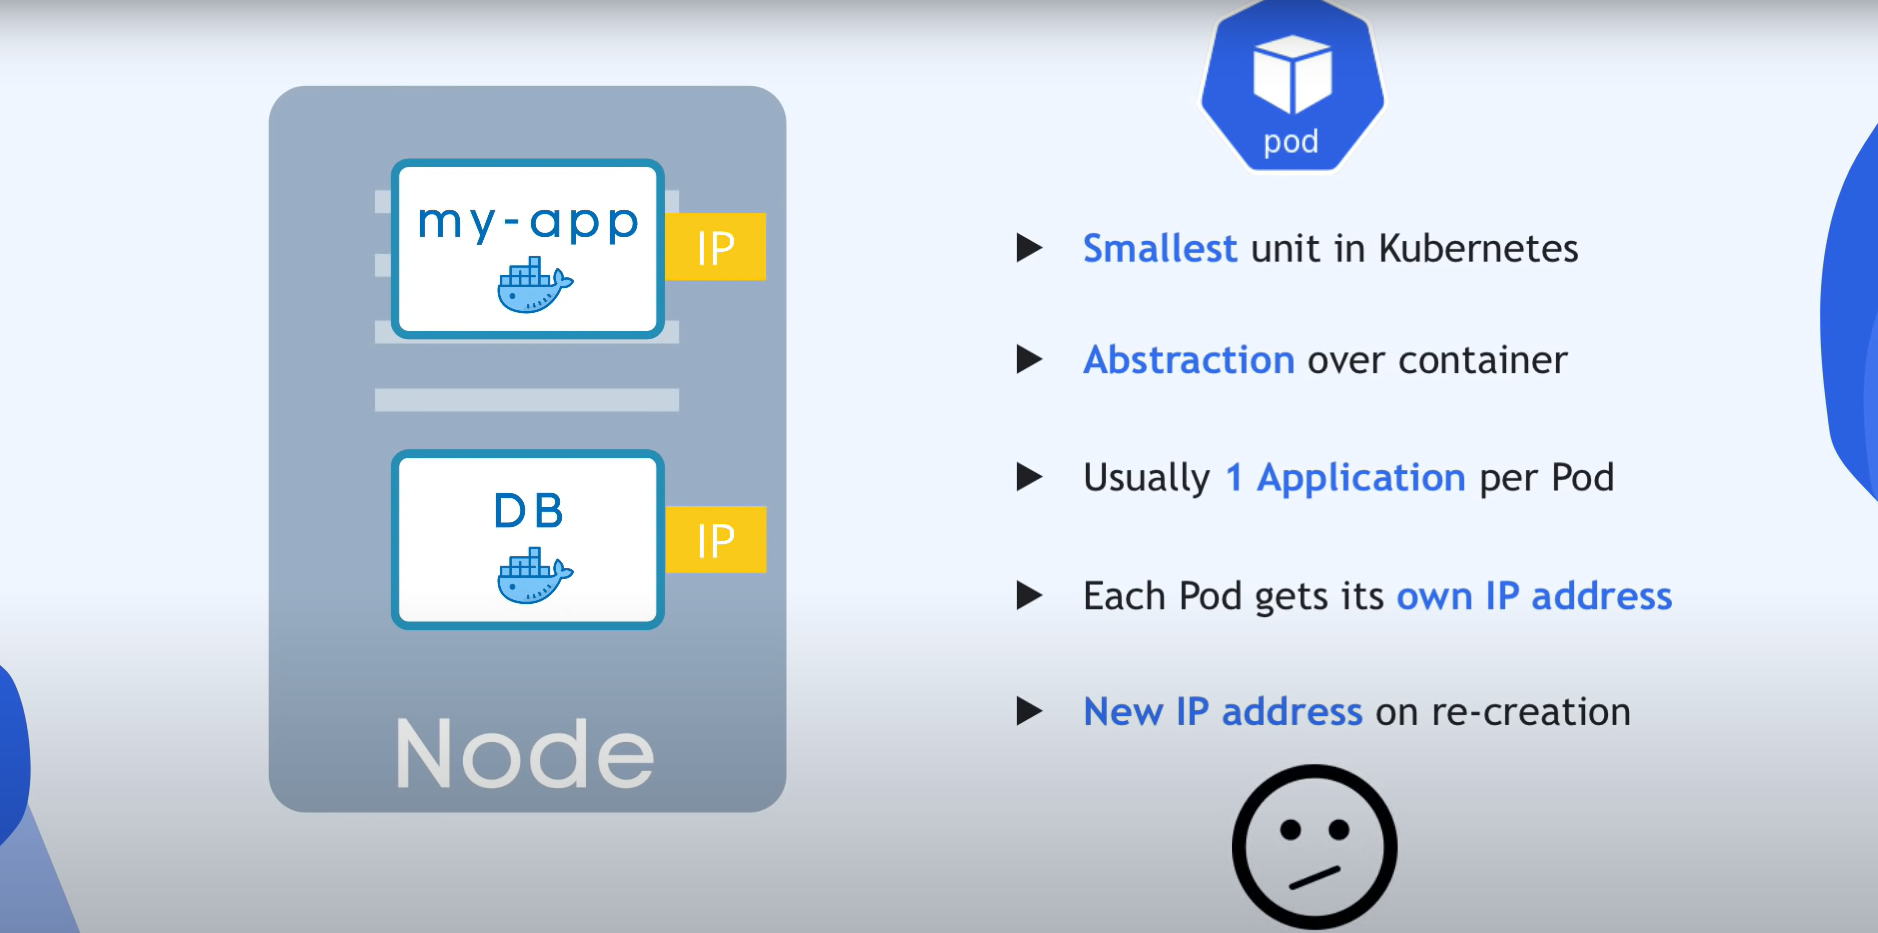 my-app
IP
DB
IP
Node
pod
Smallest unit in Kubernetes
Abstraction over container
Usually 1 Application per Pod
Each Pod gets its own IP address
New IP address on re-creation